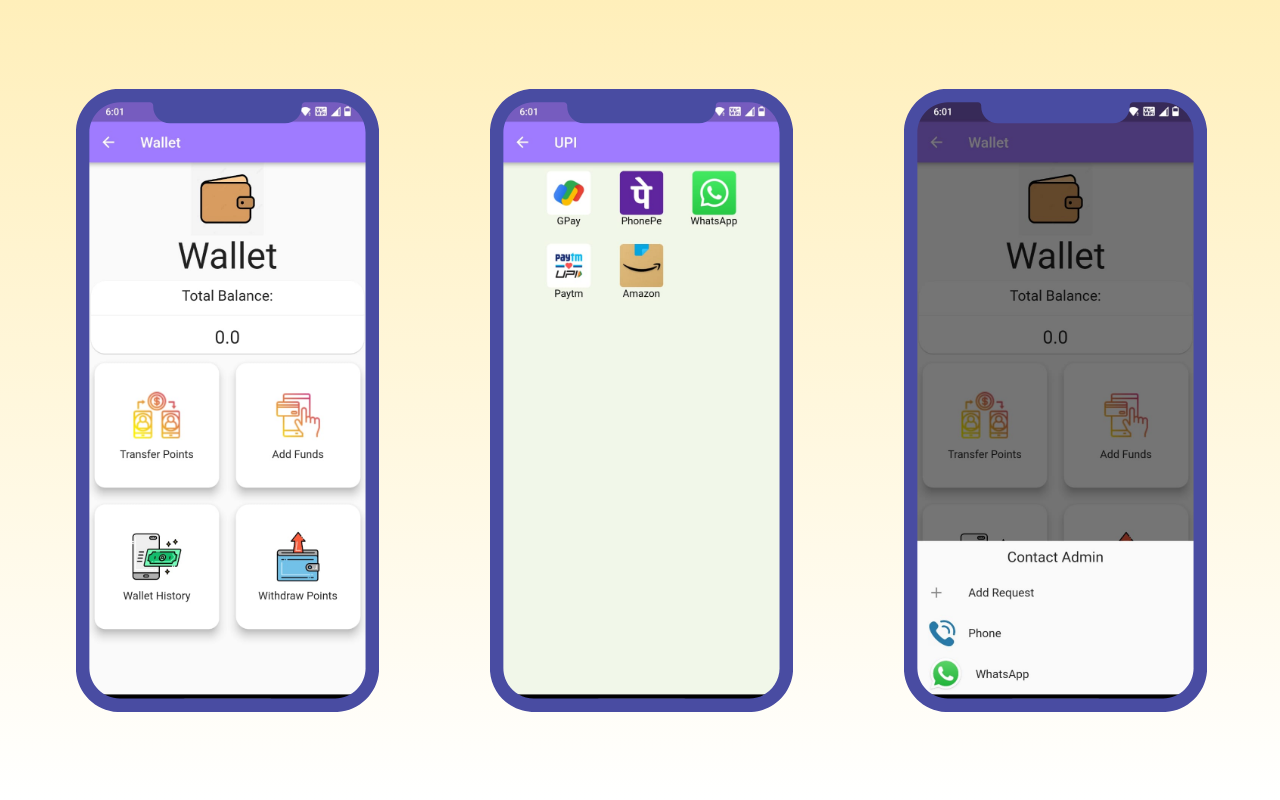 6:01
Wallet
Wallet
Total Balance:
0.0
Transfer Points
Add Funds
Wallet History
Withdraw Points
6:01
UPI
पे
GPay
PhonePe
WhatsApp
Paytm
UPI
Paytm
Amazon
6:01
Wallet
Wallet
Total Balance:
0.0
Transfer Points
Add Funds
Contact Admin
Add Request
Phone
WhatsApp